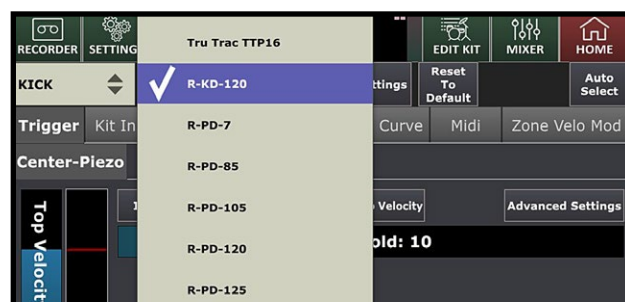 RECORDER SETTING EDIT KIT MIXER HOME
Tru Trac TTP16
KICK R-KD-120 ttings Reset To Default Auto Select
R-PD-7
Trigger Kit In Curve Midi Zone Velo Mod
R-PD-85
Center-Piezo
R-PD-105
Velocity Advanced Settings
Top Velocit
R-PD-120
old: 10
R-PD-125